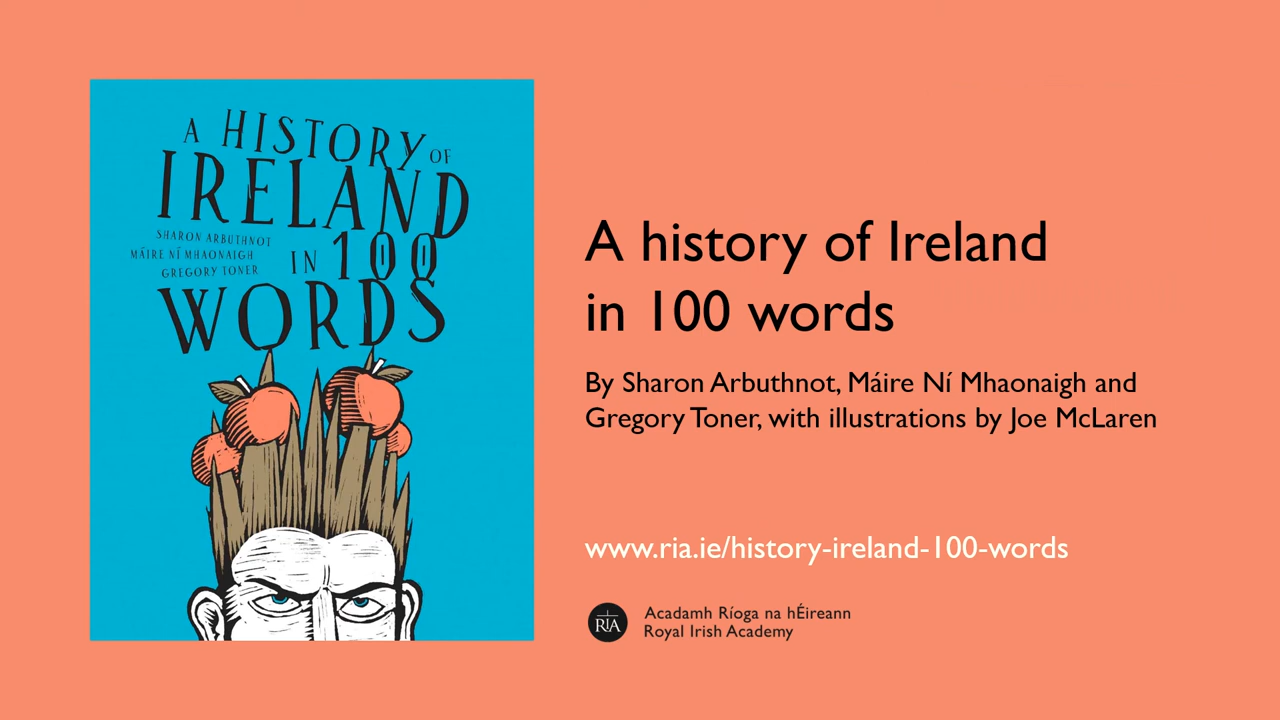 A HISTORY OF
IRELAND
SHARON ARBUTHNOT
MÁIRE NÍ MHAONAIGH
GREGORY TONER
IN 100
WORDS
A history of Ireland
in 100 words
By Sharon Arbuthnot, Máire Ní Mhaonaigh and
Gregory Toner, with illustrations by Joe McLaren
www.ria.ie/history-ireland-100-words
RIA
Acadamh Ríoga na hÉireann
Royal Irish Academy